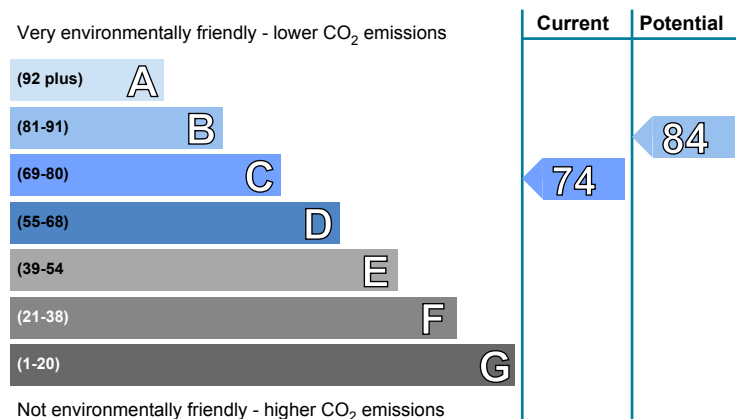 Current Potential
Very environmentally friendly - lower CO₂ emissions
(92 plus) A
(81-91) B
84
(69-80) C
74
(55-68) D
(39-54 E
(21-38) F
(1-20) G
Not environmentally friendly - higher CO₂ emissions